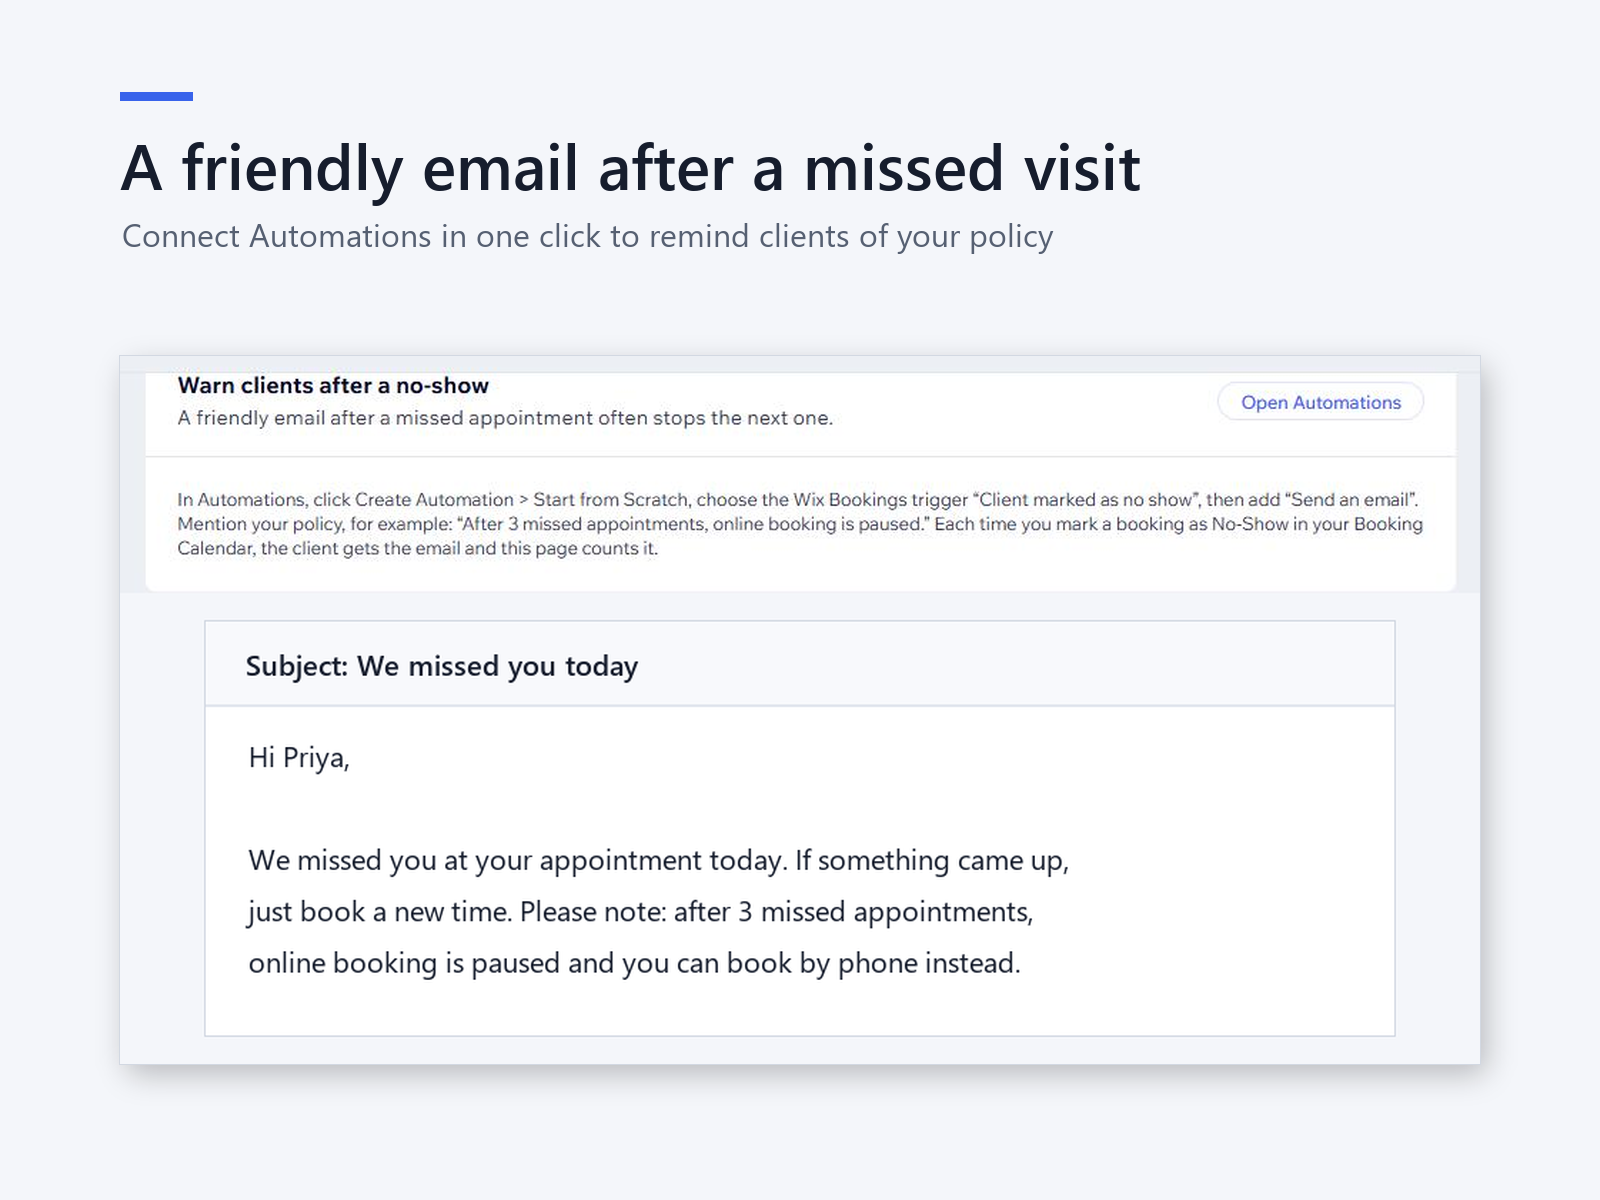 A friendly email after a missed visit
Connect Automations in one click to remind clients of your policy
Warn clients after a no-show
A friendly email after a missed appointment often stops the next one.
Open Automations
In Automations, click Create Automation > Start from Scratch, choose the Wix Bookings trigger “Client marked as no show”, then add “Send an email”.
Mention your policy, for example: “After 3 missed appointments, online booking is paused.” Each time you mark a booking as No-Show in your Booking
Calendar, the client gets the email and this page counts it.
Subject: We missed you today
Hi Priya,
We missed you at your appointment today. If something came up,
just book a new time. Please note: after 3 missed appointments,
online booking is paused and you can book by phone instead.